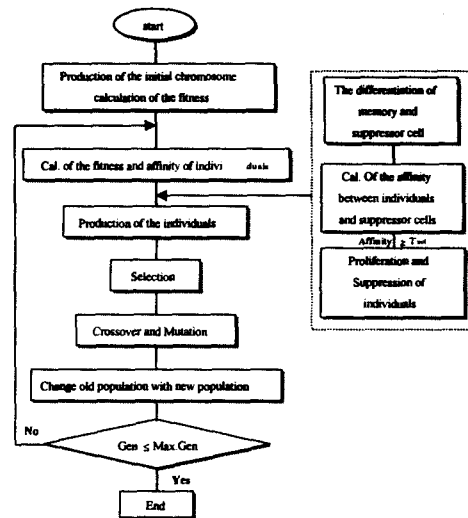 start
Production of the initial chromosome
calculation of the fitness
Cal. of the fitness and affinity of individuals
Production of the individuals
Selection
Crossover and Mutation
Change old population with new population
No
Gen ≤ Max.Gen
Yes
End
The differentiation of
memory and
suppressor cell
Cal. Of the affinity
between individuals
and suppressor cells
Affinity ≥
Proliferation and
Suppression of
individuals